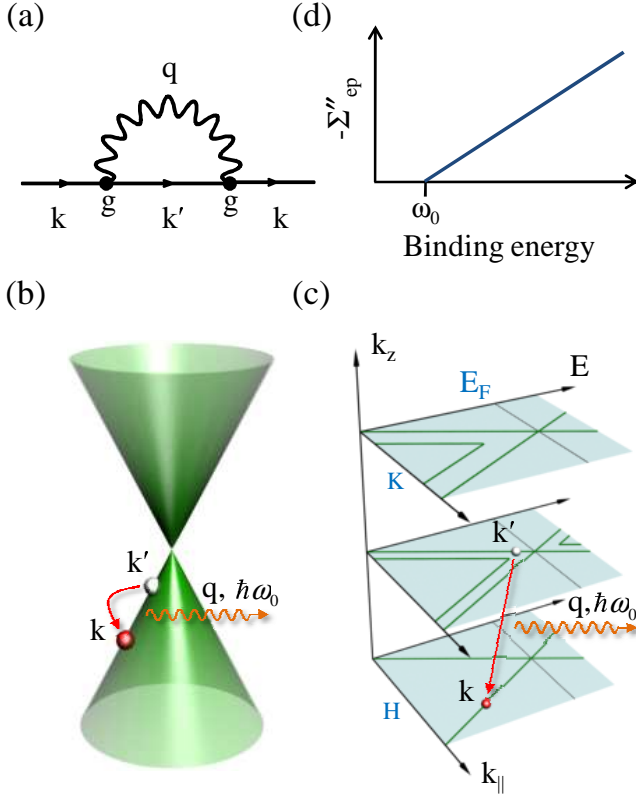 (a)
q
k
g
k′
g
k
(d)
-Σ″ep
ω0
Binding energy
(b)
k′
q, ħω0
k
(c)
kz
E
EF
K
k′
q,ħω0
k
H
k||